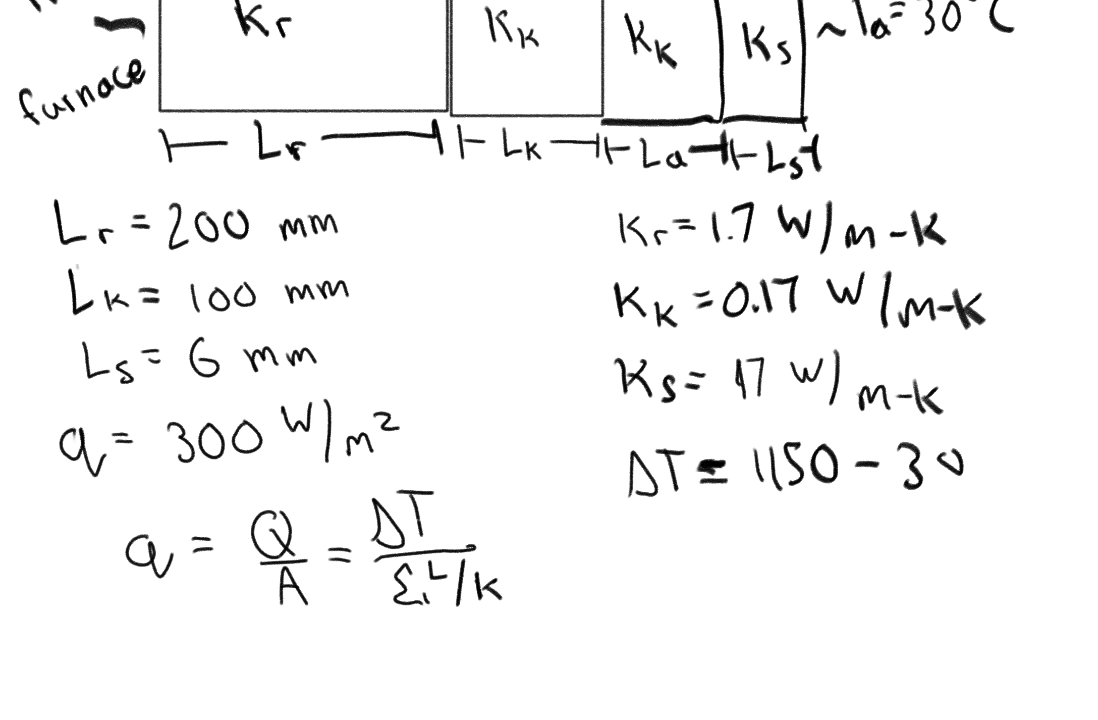 Kr Kk Kk Ks ~Ta=30°C
furnace
Lr Lk La Ls
Lr = 200 mm Kr = 1.7 W/m-K
Lk = 100 mm Kk = 0.17 W/m-K
Ls = 6 mm Ks = 17 W/m-K
q = 300 W/m² ΔT = 1150 - 30
q = Q/A = ΔT/Σᵢ L/k